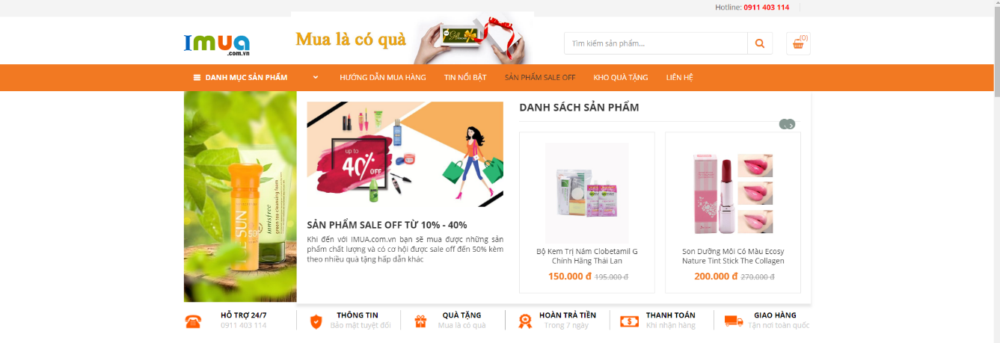 Hotline: 0911 403 114
Imua
.com.vn
Mua là có quà
Gift
Tìm kiếm sản phẩm...
(0)
DANH MỤC SẢN PHẨM
HƯỚNG DẪN MUA HÀNG
TIN NỔI BẬT
SẢN PHẨM SALE OFF
KHO QUÀ TẶNG
LIÊN HỆ
SUN
50+
innisfree
green tea cleansing foam
up to
40%
OFF
SẢN PHẨM SALE OFF TỪ 10% - 40%
Khi đến với IMUA.com.vn bạn sẽ mua được những sản
phẩm chất lượng và có cơ hội được sale off đến 50% kèm
theo nhiều quà tặng hấp dẫn khác
DANH SÁCH SẢN PHẨM
Bộ Kem Trị Nám Clobetamil G
Chính Hãng Thái Lan
150.000 đ 195.000 đ
Son Dưỡng Môi Có Màu Ecosy
Nature Tint Stick The Collagen
200.000 đ 270.000 đ
HỖ TRỢ 24/7
0911 403 114
THÔNG TIN
Bảo mật tuyệt đối
QUÀ TẶNG
Mua là có quà
HOÀN TRẢ TIỀN
Trong 7 ngày
THANH TOÁN
Khi nhận hàng
GIAO HÀNG
Tận nơi toàn quốc